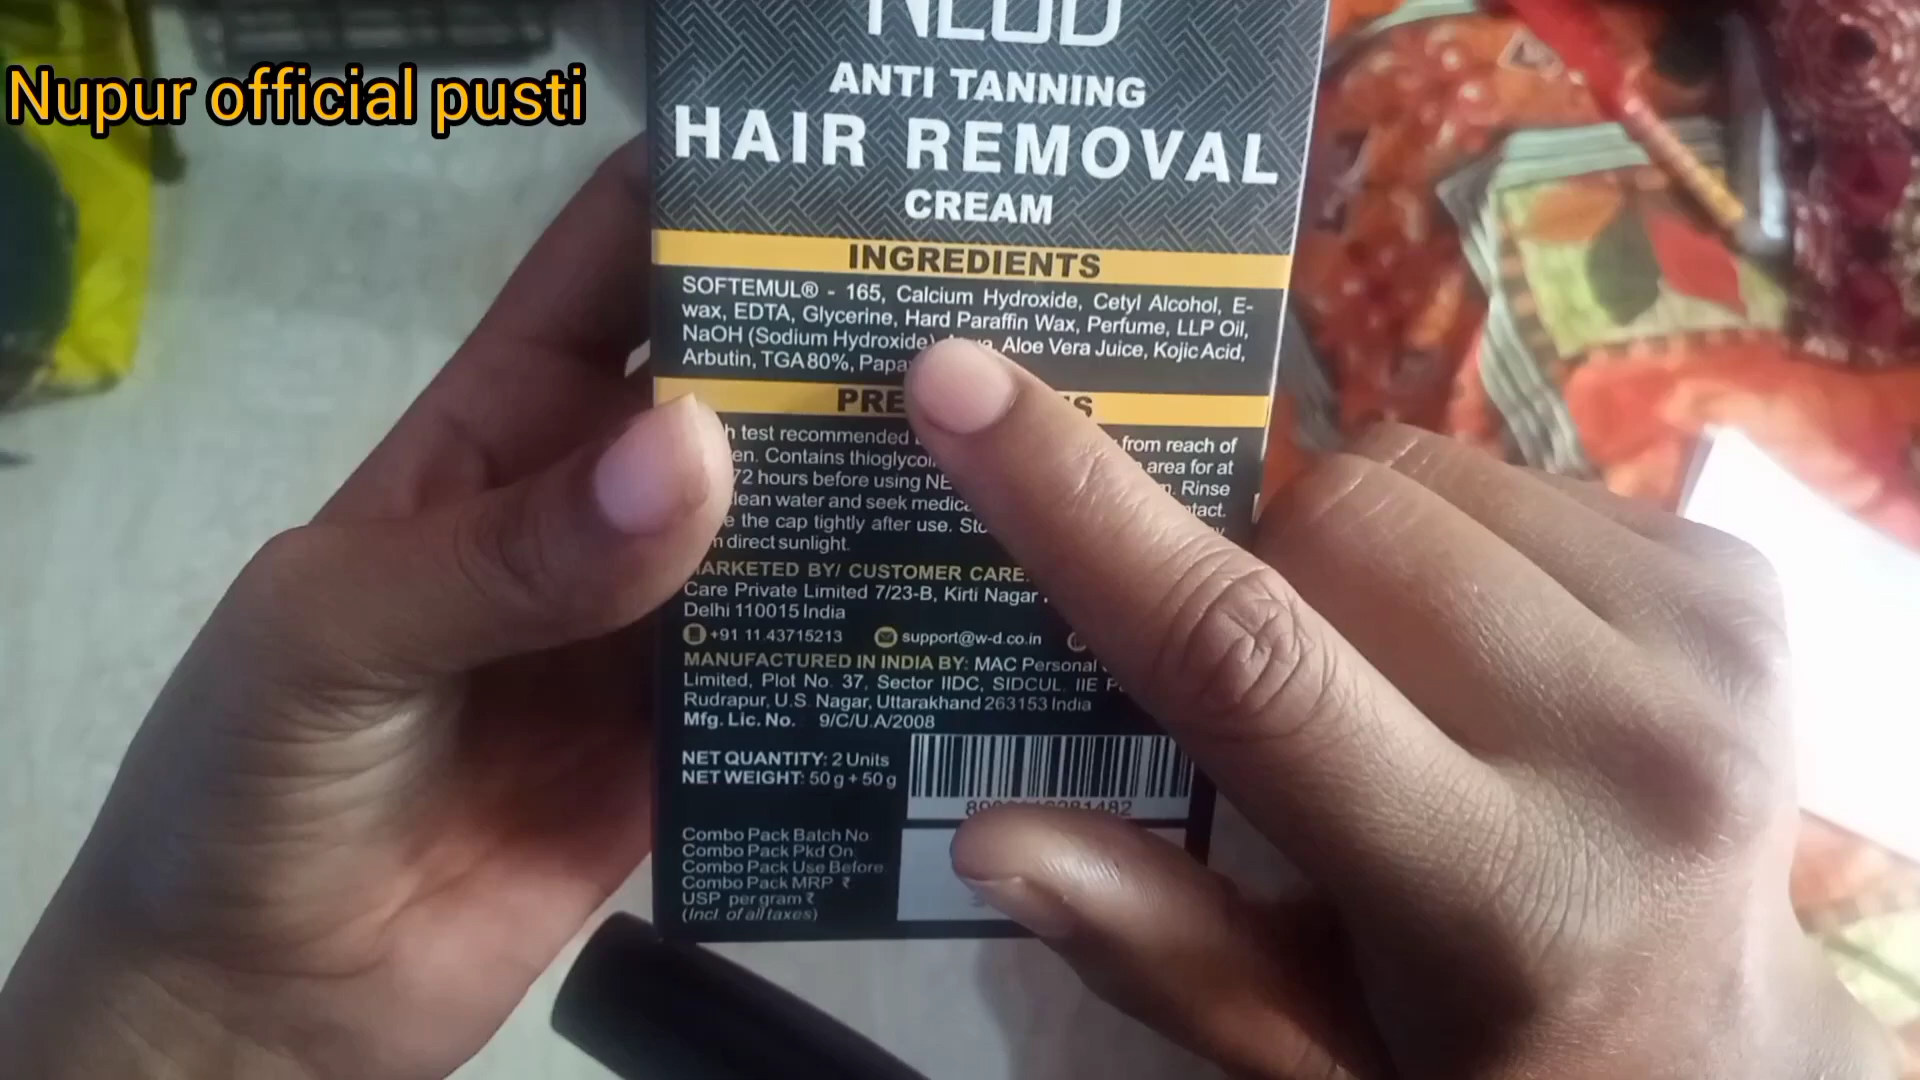 Nupur official pusti
ANTI TANNING
HAIR REMOVAL
CREAM
INGREDIENTS
SOFTEMUL® - 165, Calcium Hydroxide, Cetyl Alcohol, E-
wax, EDTA, Glycerine, Hard Paraffin Wax, Perfume, LLP Oil,
NaOH (Sodium Hydroxide), Aloe Vera Juice, Kojic Acid,
Arbutin, TGA 80%,
test recommended from reach of
Contains area for at
72 hours before using Rinse
water and seek
the cap tightly after use.
direct sunlight.
MARKETED BY/ CUSTOMER CARE:
Care Private Limited 7/23-B, Kirti Nagar
Delhi 110015 India
+91 11 43715213 support@w-d.co.in
MANUFACTURED IN INDIA BY: MAC Personal
Limited, Plot No. 37, Sector IIDC, SIDCUL, IIE
Rudrapur, U.S. Nagar, Uttarakhand 263153 India
Mfg. Lic. No. 9/C/U.A/2008
NET QUANTITY: 2 Units
NET WEIGHT: 50 g + 50 g
Combo Pack Batch No.
Combo Pack Pkd On
Combo Pack Use Before
Combo Pack MRP ₹
USP per gram ₹
(Incl. of all taxes)